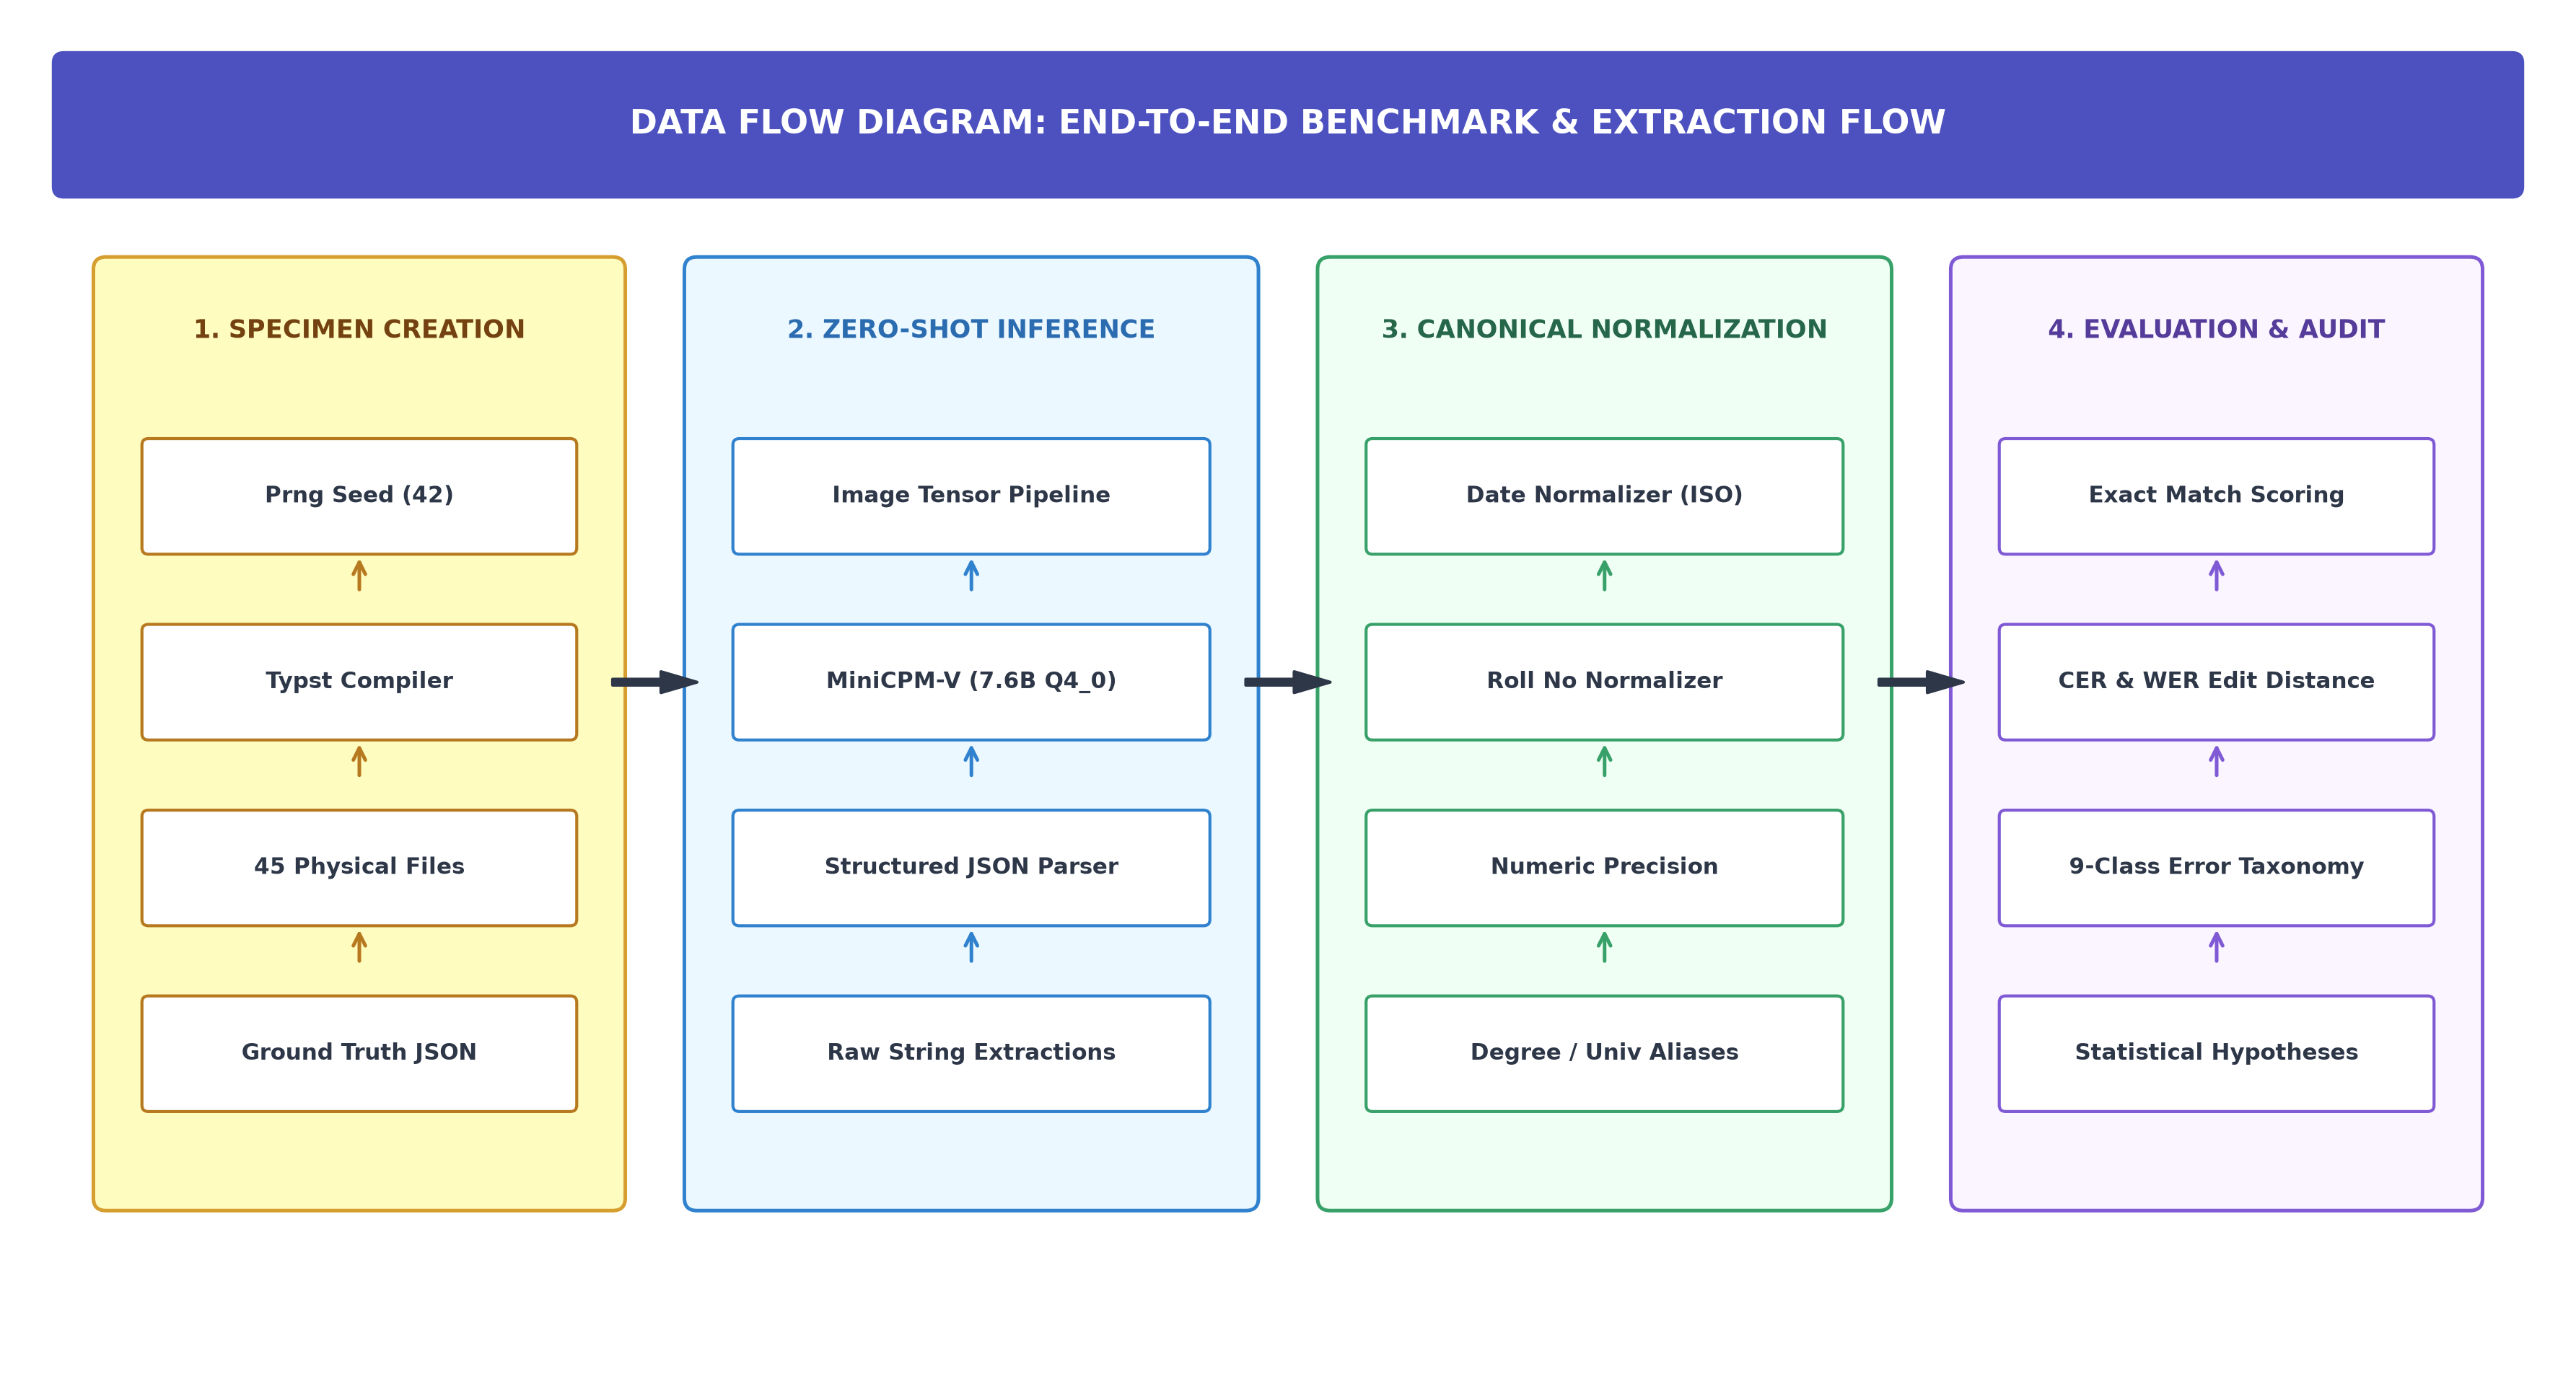 DATA FLOW DIAGRAM: END-TO-END BENCHMARK & EXTRACTION FLOW
1. SPECIMEN CREATION
Prng Seed (42)
Typst Compiler
45 Physical Files
Ground Truth JSON
2. ZERO-SHOT INFERENCE
Image Tensor Pipeline
MiniCPM-V (7.6B Q4_0)
Structured JSON Parser
Raw String Extractions
3. CANONICAL NORMALIZATION
Date Normalizer (ISO)
Roll No Normalizer
Numeric Precision
Degree / Univ Aliases
4. EVALUATION & AUDIT
Exact Match Scoring
CER & WER Edit Distance
9-Class Error Taxonomy
Statistical Hypotheses